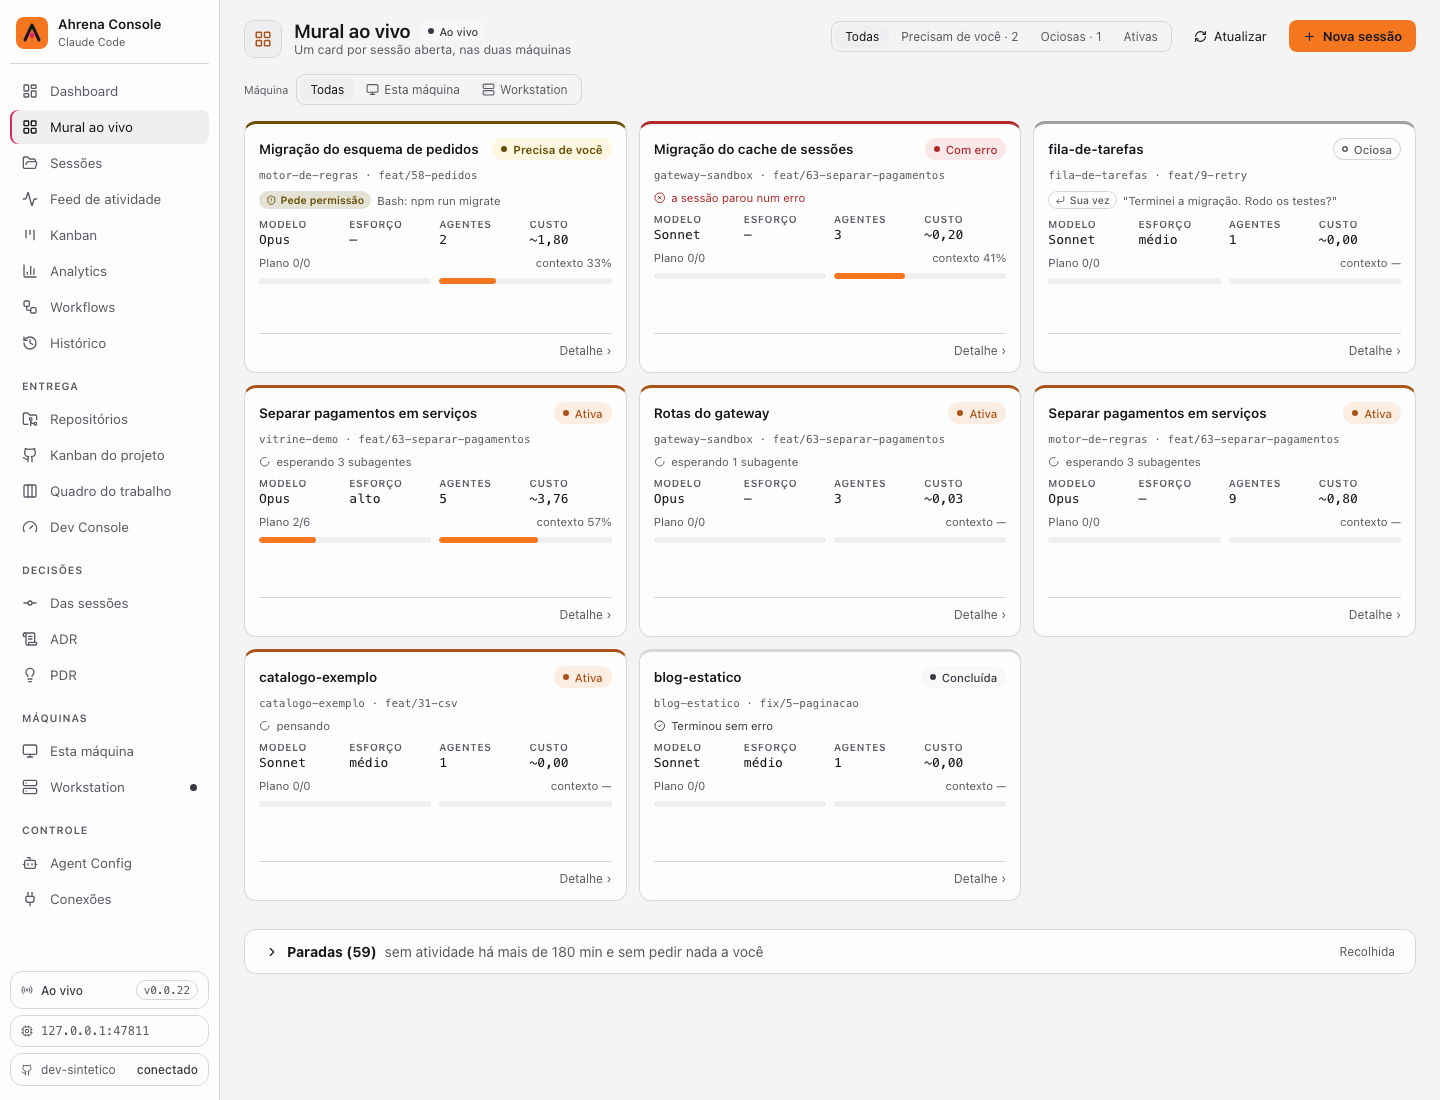 Ahrena Console
Claude Code
Dashboard
Mural ao vivo
Sessões
Feed de atividade
Kanban
Analytics
Workflows
Histórico
ENTREGA
Repositórios
Kanban do projeto
Quadro do trabalho
Dev Console
DECISÕES
Das sessões
ADR
PDR
MÁQUINAS
Esta máquina
Workstation
CONTROLE
Agent Config
Conexões
Ao vivo v0.0.22
127.0.0.1:47811
dev-sintetico conectado
Mural ao vivo Ao vivo
Um card por sessão aberta, nas duas máquinas
Todas Precisam de você · 2 Ociosas · 1 Ativas
Atualizar
+ Nova sessão
Máquina Todas Esta máquina Workstation
Migração do esquema de pedidos Precisa de você
motor-de-regras · feat/58-pedidos
Pede permissão Bash: npm run migrate
MODELO ESFORÇO AGENTES CUSTO
Opus — 2 ~1,80
Plano 0/0 contexto 33%
Detalhe ›
Migração do cache de sessões Com erro
gateway-sandbox · feat/63-separar-pagamentos
a sessão parou num erro
MODELO ESFORÇO AGENTES CUSTO
Sonnet — 3 ~0,20
Plano 0/0 contexto 41%
Detalhe ›
fila-de-tarefas Ociosa
fila-de-tarefas · feat/9-retry
Sua vez "Terminei a migração. Rodo os testes?"
MODELO ESFORÇO AGENTES CUSTO
Sonnet médio 1 ~0,00
Plano 0/0 contexto —
Detalhe ›
Separar pagamentos em serviços Ativa
vitrine-demo · feat/63-separar-pagamentos
esperando 3 subagentes
MODELO ESFORÇO AGENTES CUSTO
Opus alto 5 ~3,76
Plano 2/6 contexto 57%
Detalhe ›
Rotas do gateway Ativa
gateway-sandbox · feat/63-separar-pagamentos
esperando 1 subagente
MODELO ESFORÇO AGENTES CUSTO
Opus — 3 ~0,03
Plano 0/0 contexto —
Detalhe ›
Separar pagamentos em serviços Ativa
motor-de-regras · feat/63-separar-pagamentos
esperando 3 subagentes
MODELO ESFORÇO AGENTES CUSTO
Opus — 9 ~0,80
Plano 0/0 contexto —
Detalhe ›
catalogo-exemplo Ativa
catalogo-exemplo · feat/31-csv
pensando
MODELO ESFORÇO AGENTES CUSTO
Sonnet médio 1 ~0,00
Plano 0/0 contexto —
Detalhe ›
blog-estatico Concluída
blog-estatico · fix/5-paginacao
Terminou sem erro
MODELO ESFORÇO AGENTES CUSTO
Sonnet médio 1 ~0,00
Plano 0/0 contexto —
Detalhe ›
Paradas (59) sem atividade há mais de 180 min e sem pedir nada a você Recolhida